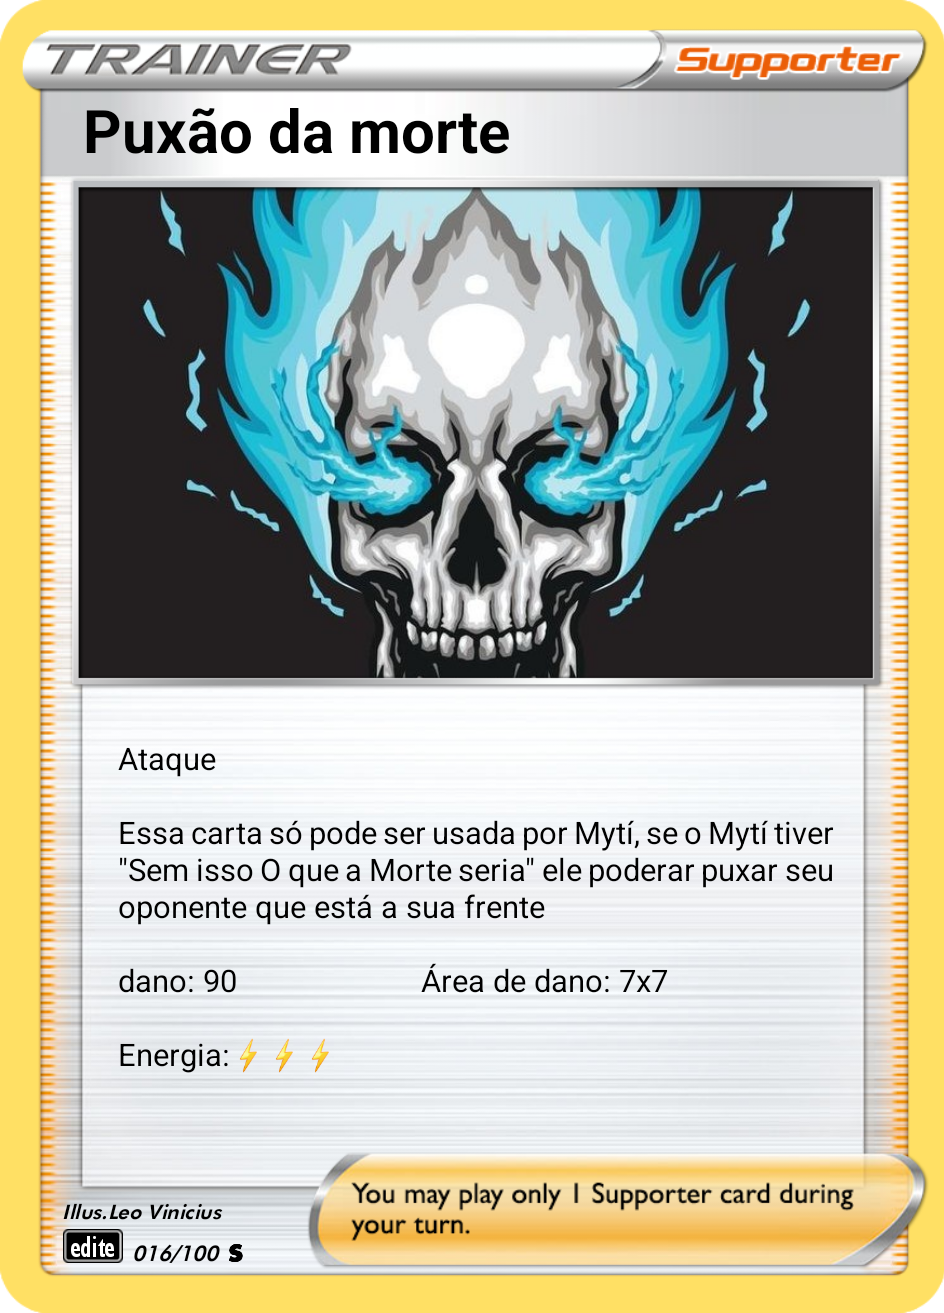 TRAINER
Supporter
Puxão da morte
Ataque
Essa carta só pode ser usada por Mytí, se o Mytí tiver
"Sem isso O que a Morte seria" ele poderar puxar seu
oponente que está a sua frente
dano: 90 Área de dano: 7x7
Energia: ⚡ ⚡ ⚡
You may play only 1 Supporter card during
your turn.
Illus.Leo Vinicius
edite 016/100 S